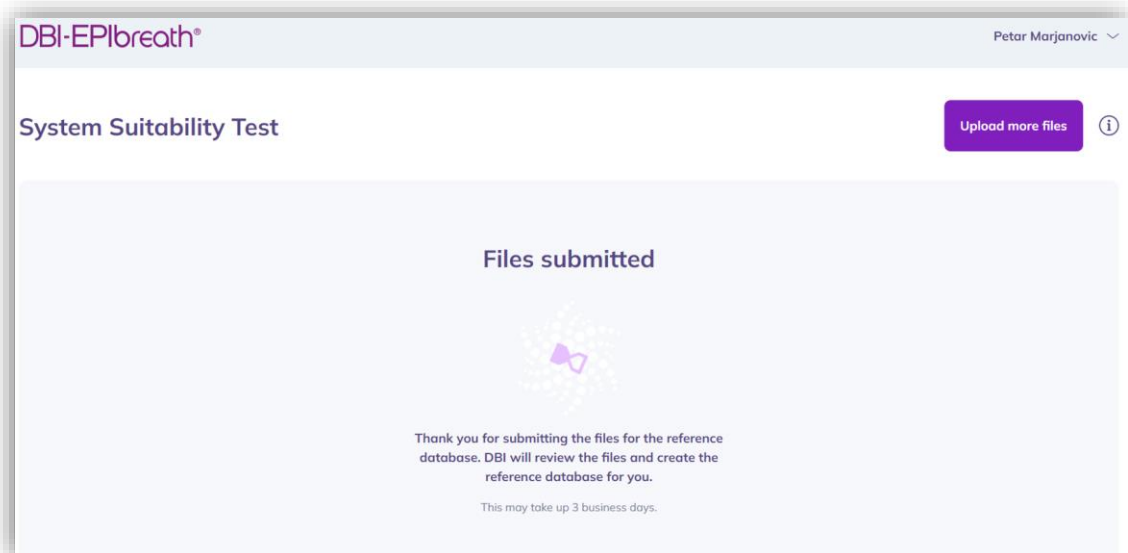 DBI-EPIbreath®
Petar Marjanovic
System Suitability Test
Upload more files
Files submitted
Thank you for submitting the files for the reference
database. DBI will review the files and create the
reference database for you.
This may take up 3 business days.